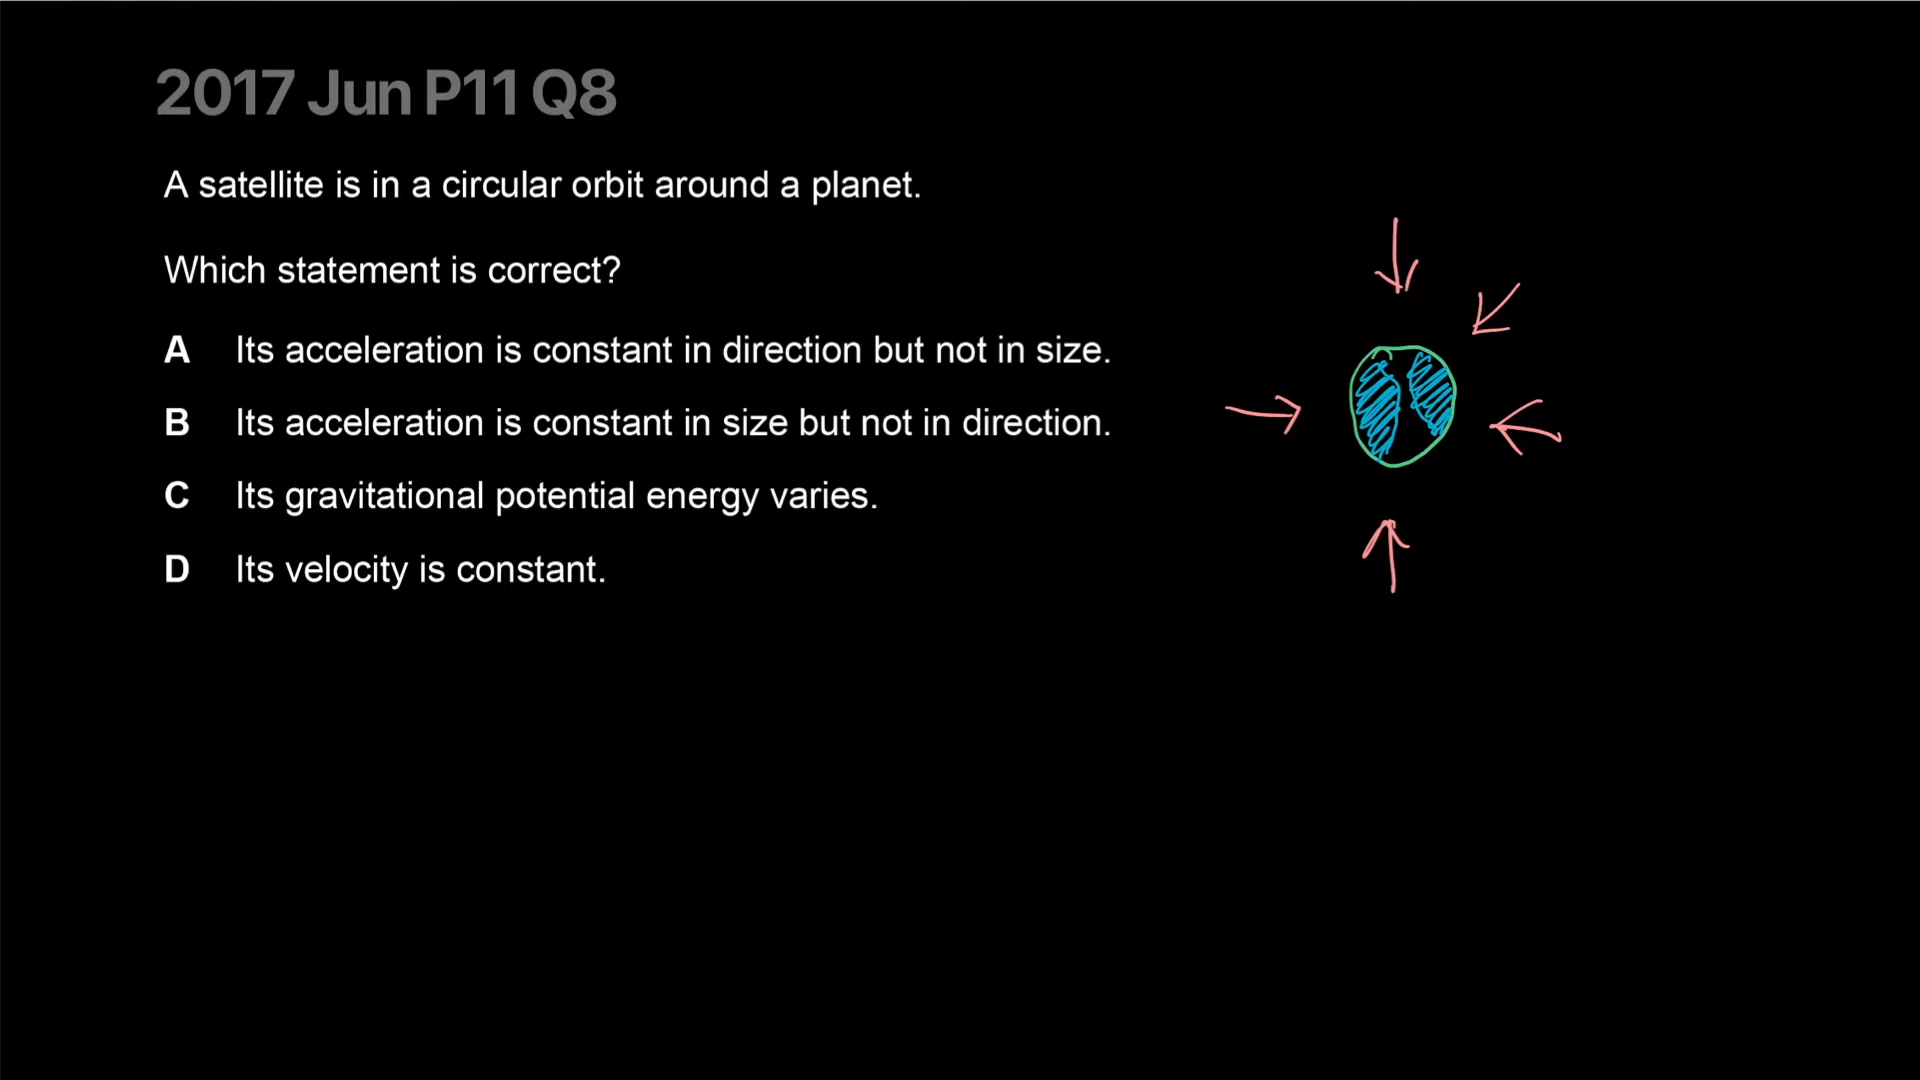 2017 Jun P11 Q8
A satellite is in a circular orbit around a planet.
Which statement is correct?
A Its acceleration is constant in direction but not in size.
B Its acceleration is constant in size but not in direction.
C Its gravitational potential energy varies.
D Its velocity is constant.